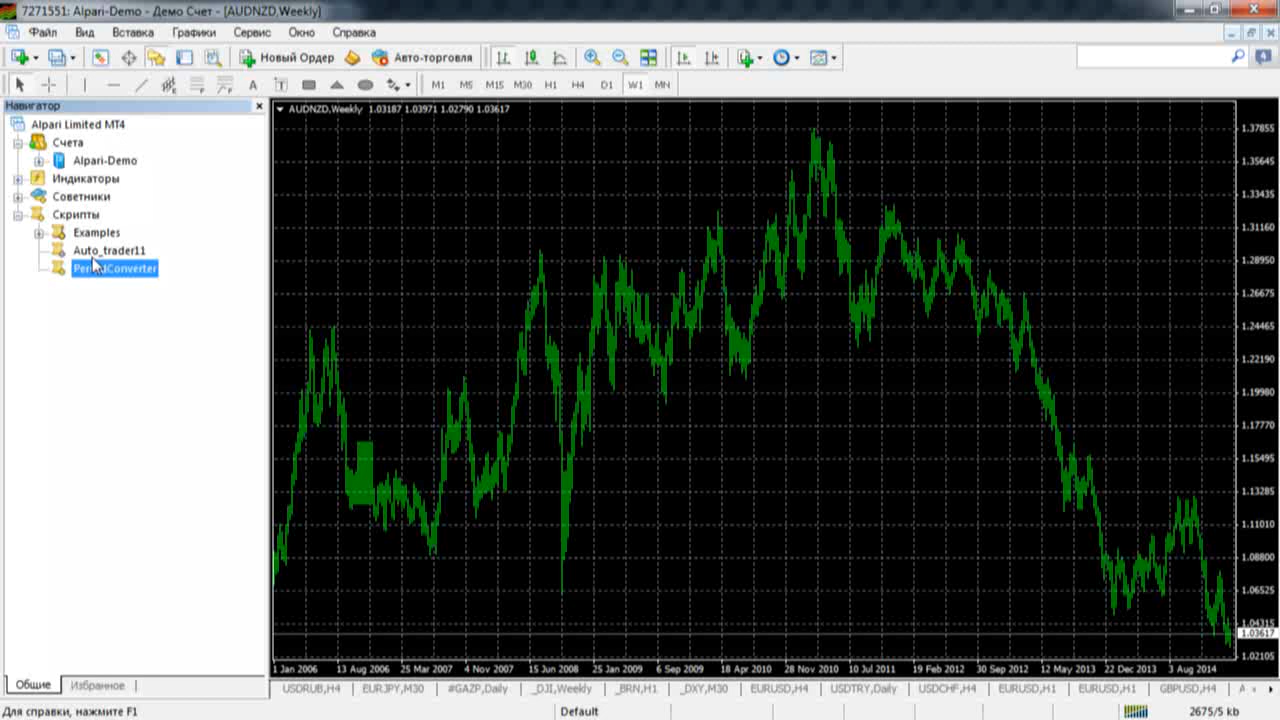 7271551: Alpari-Demo - Демо Счет - [AUDNZD,Weekly]
Файл Вид Вставка Графики Сервис Окно Справка
Новый Ордер Авто-торговля
A T M1 M5 M15 M30 H1 H4 D1 W1 MN
Навигатор
Alpari Limited MT4
Счета
Alpari-Demo
Индикаторы
Советники
Скрипты
Examples
Auto_trader11
PeriodConverter
Общие Избранное
AUDNZD,Weekly 1.03187 1.03971 1.02790 1.03617
1.37855
1.35645
1.33435
1.31160
1.28950
1.26675
1.24465
1.22190
1.19980
1.17770
1.15495
1.13285
1.11010
1.08800
1.06525
1.04315
1.03617
1.02105
1 Jan 2006 13 Aug 2006 25 Mar 2007 4 Nov 2007 15 Jun 2008 25 Jan 2009 6 Sep 2009 18 Apr 2010 28 Nov 2010 10 Jul 2011 19 Feb 2012 30 Sep 2012 12 May 2013 22 Dec 2013 3 Aug 2014
USDRUB,H4 EURJPY,M30 #GAZP,Daily _DJI,Weekly _BRN,H1 _DXY,M30 EURUSD,H4 USDTRY,Daily USDCHF,H4 EURUSD,H1 EURUSD,H1 GBPUSD,H4 A
Для справки, нажмите F1 Default 2675/5 kb